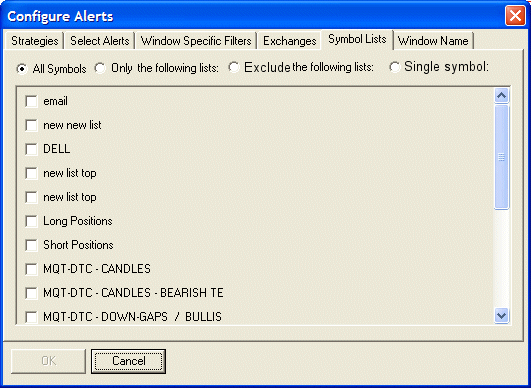 Configure Alerts
Strategies Select Alerts Window Specific Filters Exchanges Symbol Lists Window Name
All Symbols Only the following lists: Exclude the following lists: Single symbol:
email
new new list
DELL
new list top
new list top
Long Positions
Short Positions
MQT-DTC - CANDLES
MQT-DTC - CANDLES - BEARISH TE
MQT-DTC - DOWN-GAPS / BULLIS
OK Cancel